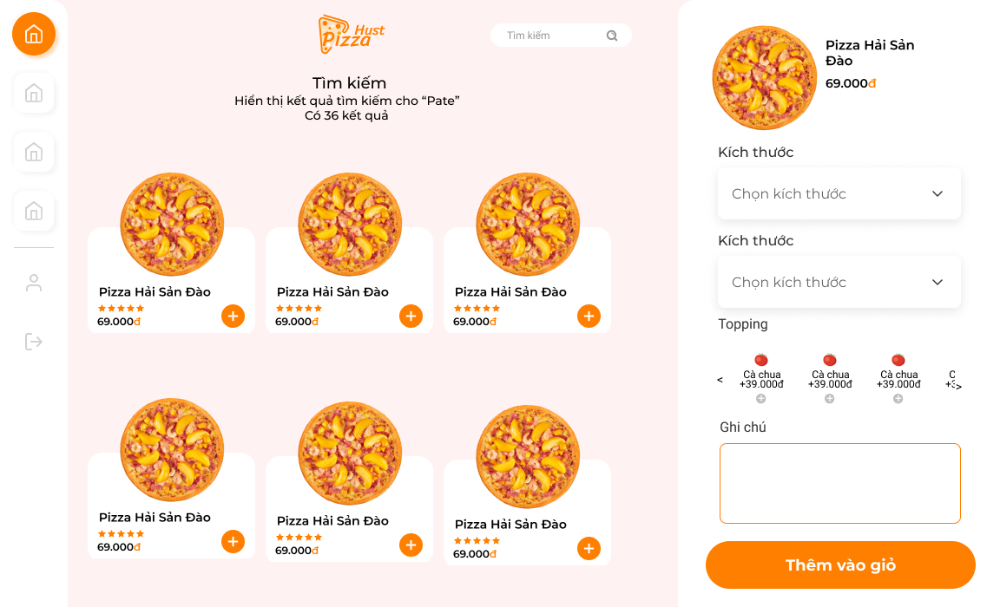 Hust
Pizza
Tìm kiếm
Tìm kiếm
Hiển thị kết quả tìm kiếm cho “Pate”
Có 36 kết quả
Pizza Hải Sản Đào
69.000đ
Pizza Hải Sản Đào
69.000đ
Pizza Hải Sản Đào
69.000đ
Pizza Hải Sản Đào
69.000đ
Pizza Hải Sản Đào
69.000đ
Pizza Hải Sản Đào
69.000đ
Pizza Hải Sản
Đào
69.000đ
Kích thước
Chọn kích thước
Kích thước
Chọn kích thước
Topping
<
Cà chua
+39.000đ
Cà chua
+39.000đ
Cà chua
+39.000đ
C
+3
>
Ghi chú
Thêm vào giỏ